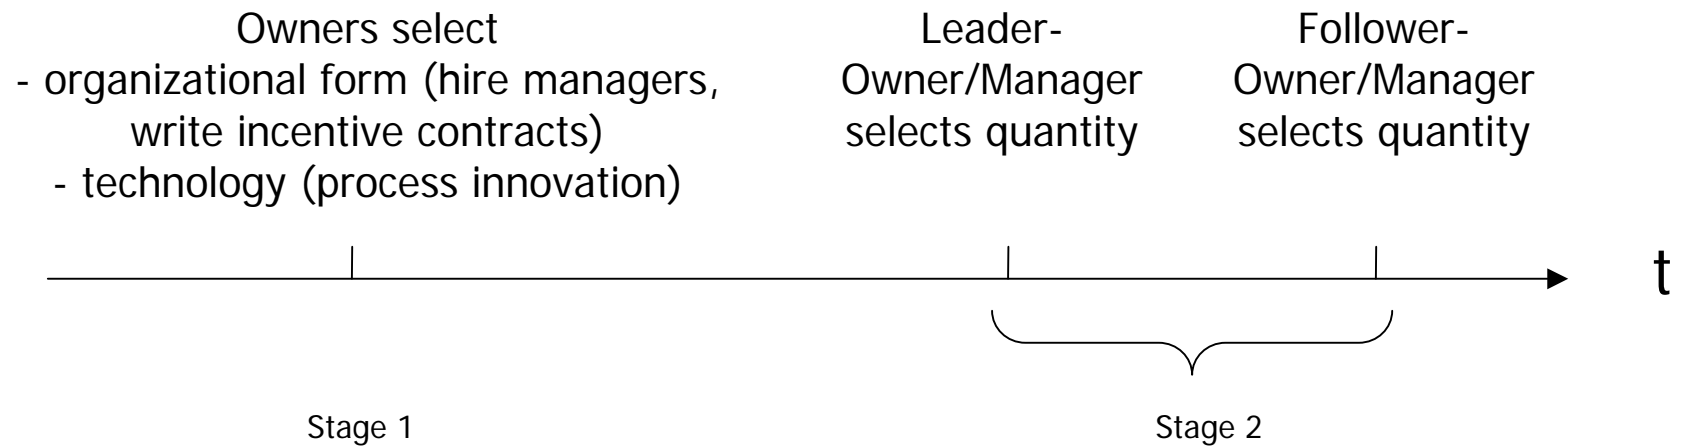 Owners select
- organizational form (hire managers,
write incentive contracts)
- technology (process innovation)
Leader-
Owner/Manager
selects quantity
Follower-
Owner/Manager
selects quantity
t
Stage 1
Stage 2